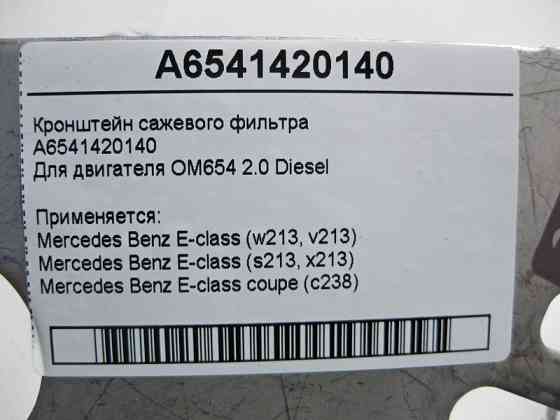 A6541420140
Кронштейн сажевого фильтра
A6541420140
Для двигателя OM654 2.0 Diesel
Применяется:
Mercedes Benz E-class (w213, v213)
Mercedes Benz E-class (s213, x213)
Mercedes Benz E-class coupe (c238)